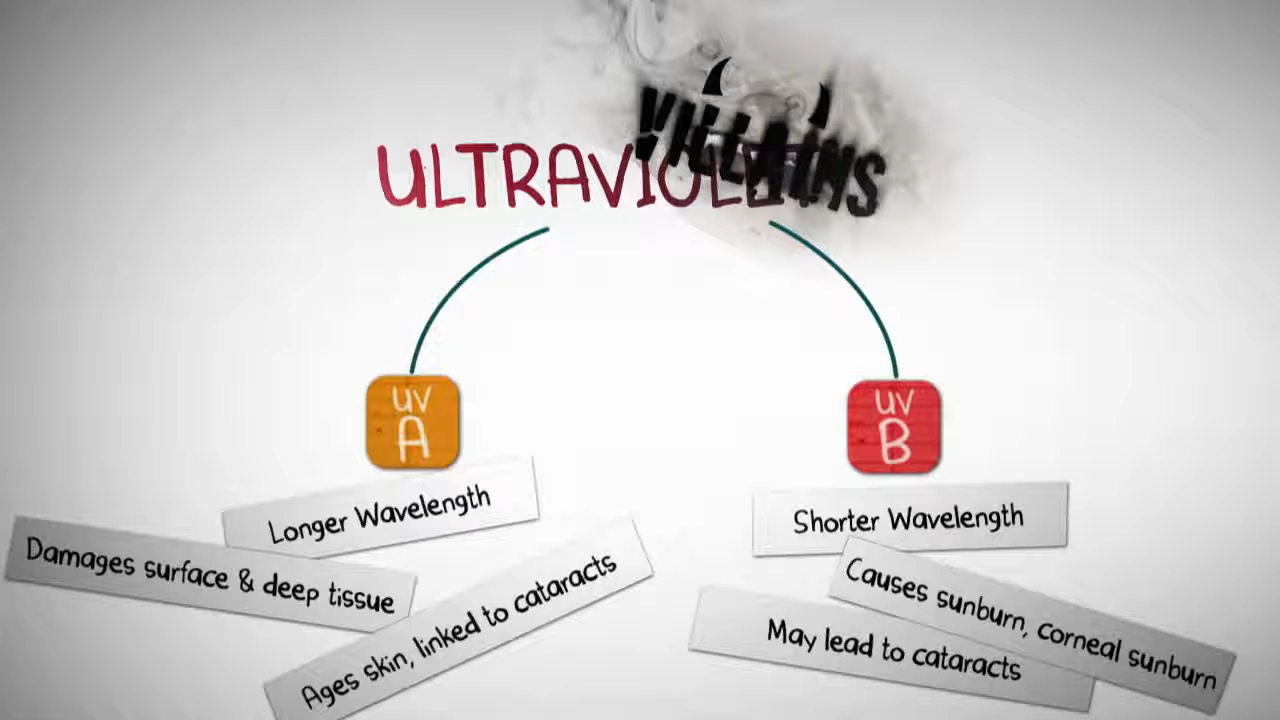 VILLAINS
ULTRAVIOLET
UV
A
UV
B
Longer Wavelength
Damages surface & deep tissue
Ages skin, linked to cataracts
Shorter Wavelength
Causes sunburn, corneal sunburn
May lead to cataracts